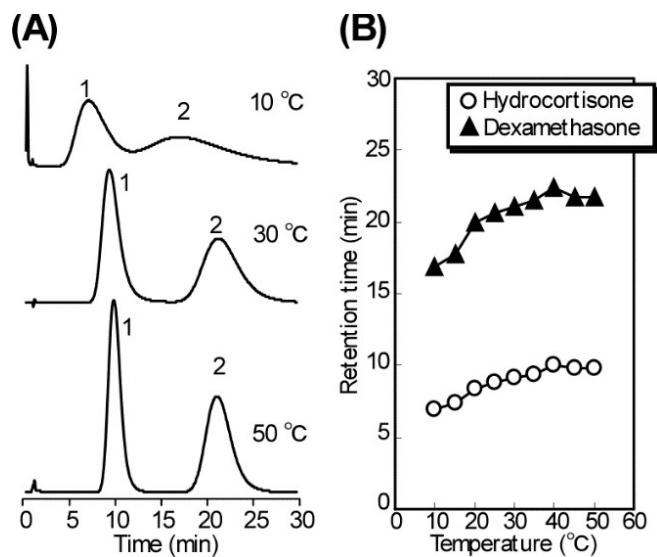 (A)
1
2
10 °C
1
2
30 °C
1
2
50 °C
0 5 10 15 20 25 30
Time (min)
(B)
Hydrocortisone
Dexamethasone
Retention time (min)
30
25
20
15
10
5
0
0 10 20 30 40 50 60
Temperature (°C)